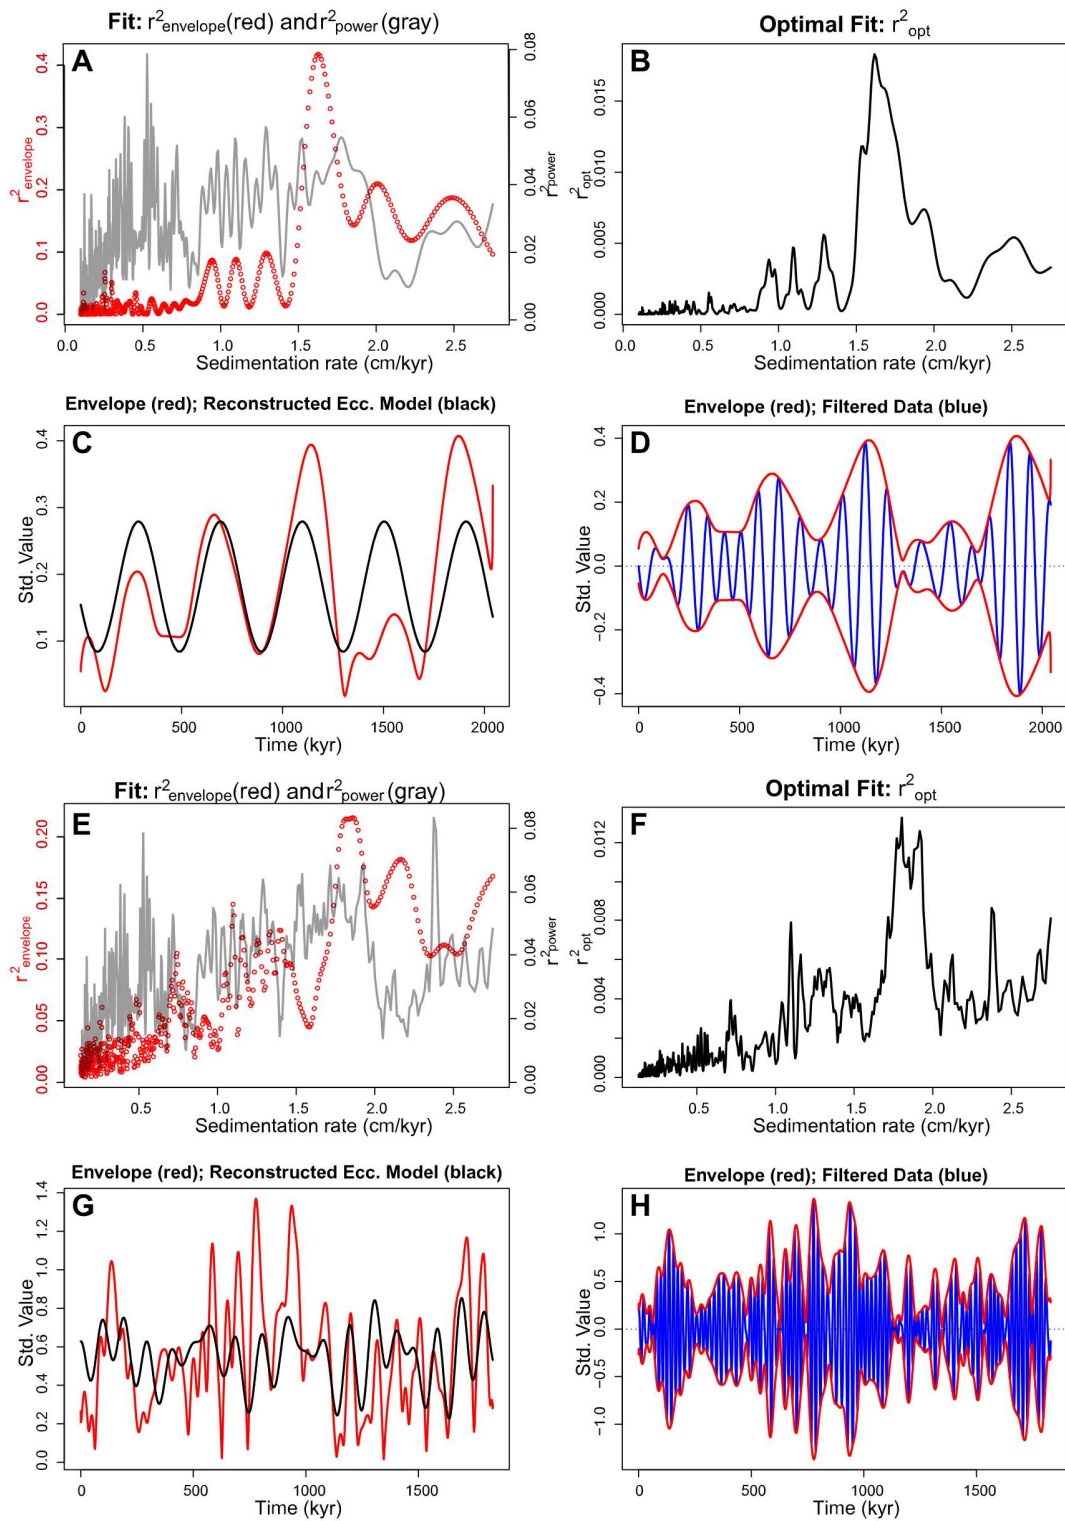 Fit: r²envelope(red) and r²power(gray)
Optimal Fit: r²opt
A
B
r²envelope
0.0 0.1 0.2 0.3 0.4
r²power
0.00 0.02 0.04 0.06 0.08
r²opt
0.000 0.005 0.010 0.015
0.0 0.5 1.0 1.5 2.0 2.5
Sedimentation rate (cm/kyr)
0.0 0.5 1.0 1.5 2.0 2.5
Sedimentation rate (cm/kyr)
Envelope (red); Reconstructed Ecc. Model (black)
Envelope (red); Filtered Data (blue)
C
D
Std. Value
0.1 0.2 0.3 0.4
Std. Value
−0.4 −0.2 0.0 0.2 0.4
0 500 1000 1500 2000
Time (kyr)
0 500 1000 1500 2000
Time (kyr)
Fit: r²envelope(red) and r²power(gray)
Optimal Fit: r²opt
E
F
r²envelope
0.00 0.05 0.10 0.15 0.20
r²power
0.00 0.02 0.04 0.06 0.08
r²opt
0.000 0.004 0.008 0.012
0.5 1.0 1.5 2.0 2.5
Sedimentation rate (cm/kyr)
0.5 1.0 1.5 2.0 2.5
Sedimentation rate (cm/kyr)
Envelope (red); Reconstructed Ecc. Model (black)
Envelope (red); Filtered Data (blue)
G
H
Std. Value
0.0 0.2 0.4 0.6 0.8 1.0 1.2 1.4
Std. Value
−1.0 −0.5 0.0 0.5 1.0
0 500 1000 1500
Time (kyr)
0 500 1000 1500
Time (kyr)